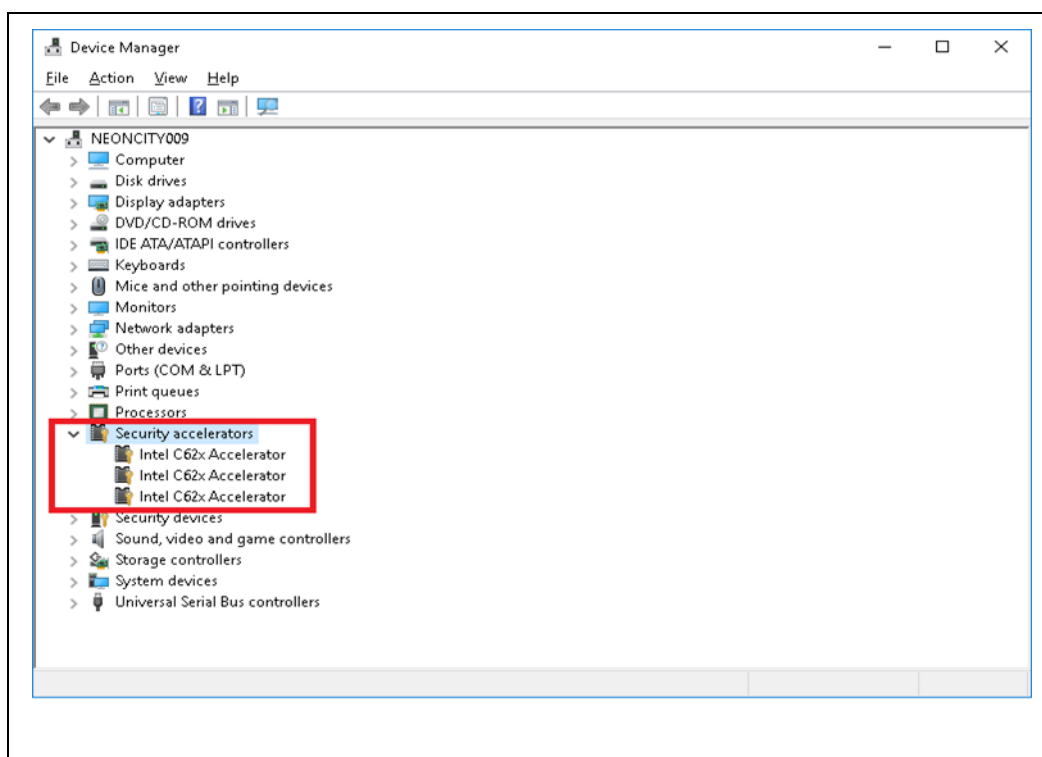 Device Manager
File Action View Help
NEONCITY009
Computer
Disk drives
Display adapters
DVD/CD-ROM drives
IDE ATA/ATAPI controllers
Keyboards
Mice and other pointing devices
Monitors
Network adapters
Other devices
Ports (COM & LPT)
Print queues
Processors
Security accelerators
Intel C62x Accelerator
Intel C62x Accelerator
Intel C62x Accelerator
Security devices
Sound, video and game controllers
Storage controllers
System devices
Universal Serial Bus controllers